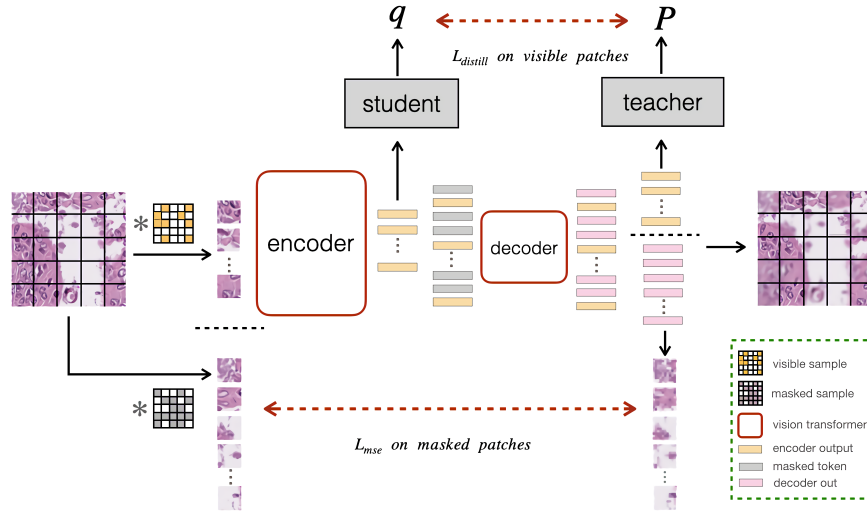 q
P
L_distill on visible patches
student
teacher
*
encoder
decoder
*
L_mse on masked patches
visible sample
masked sample
vision transformer
encoder output
masked token
decoder out